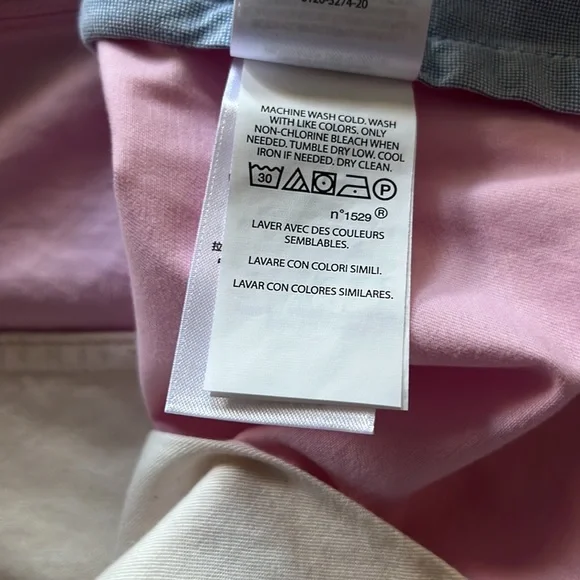 MACHINE WASH COLD. WASH
WITH LIKE COLORS. ONLY
NON-CHLORINE BLEACH WHEN
NEEDED. TUMBLE DRY LOW. COOL
IRON IF NEEDED. DRY CLEAN.
30 P
n°1529 ®
LAVER AVEC DES COULEURS
SEMBLABLES.
LAVARE CON COLORI SIMILI.
LAVAR CON COLORES SIMILARES.